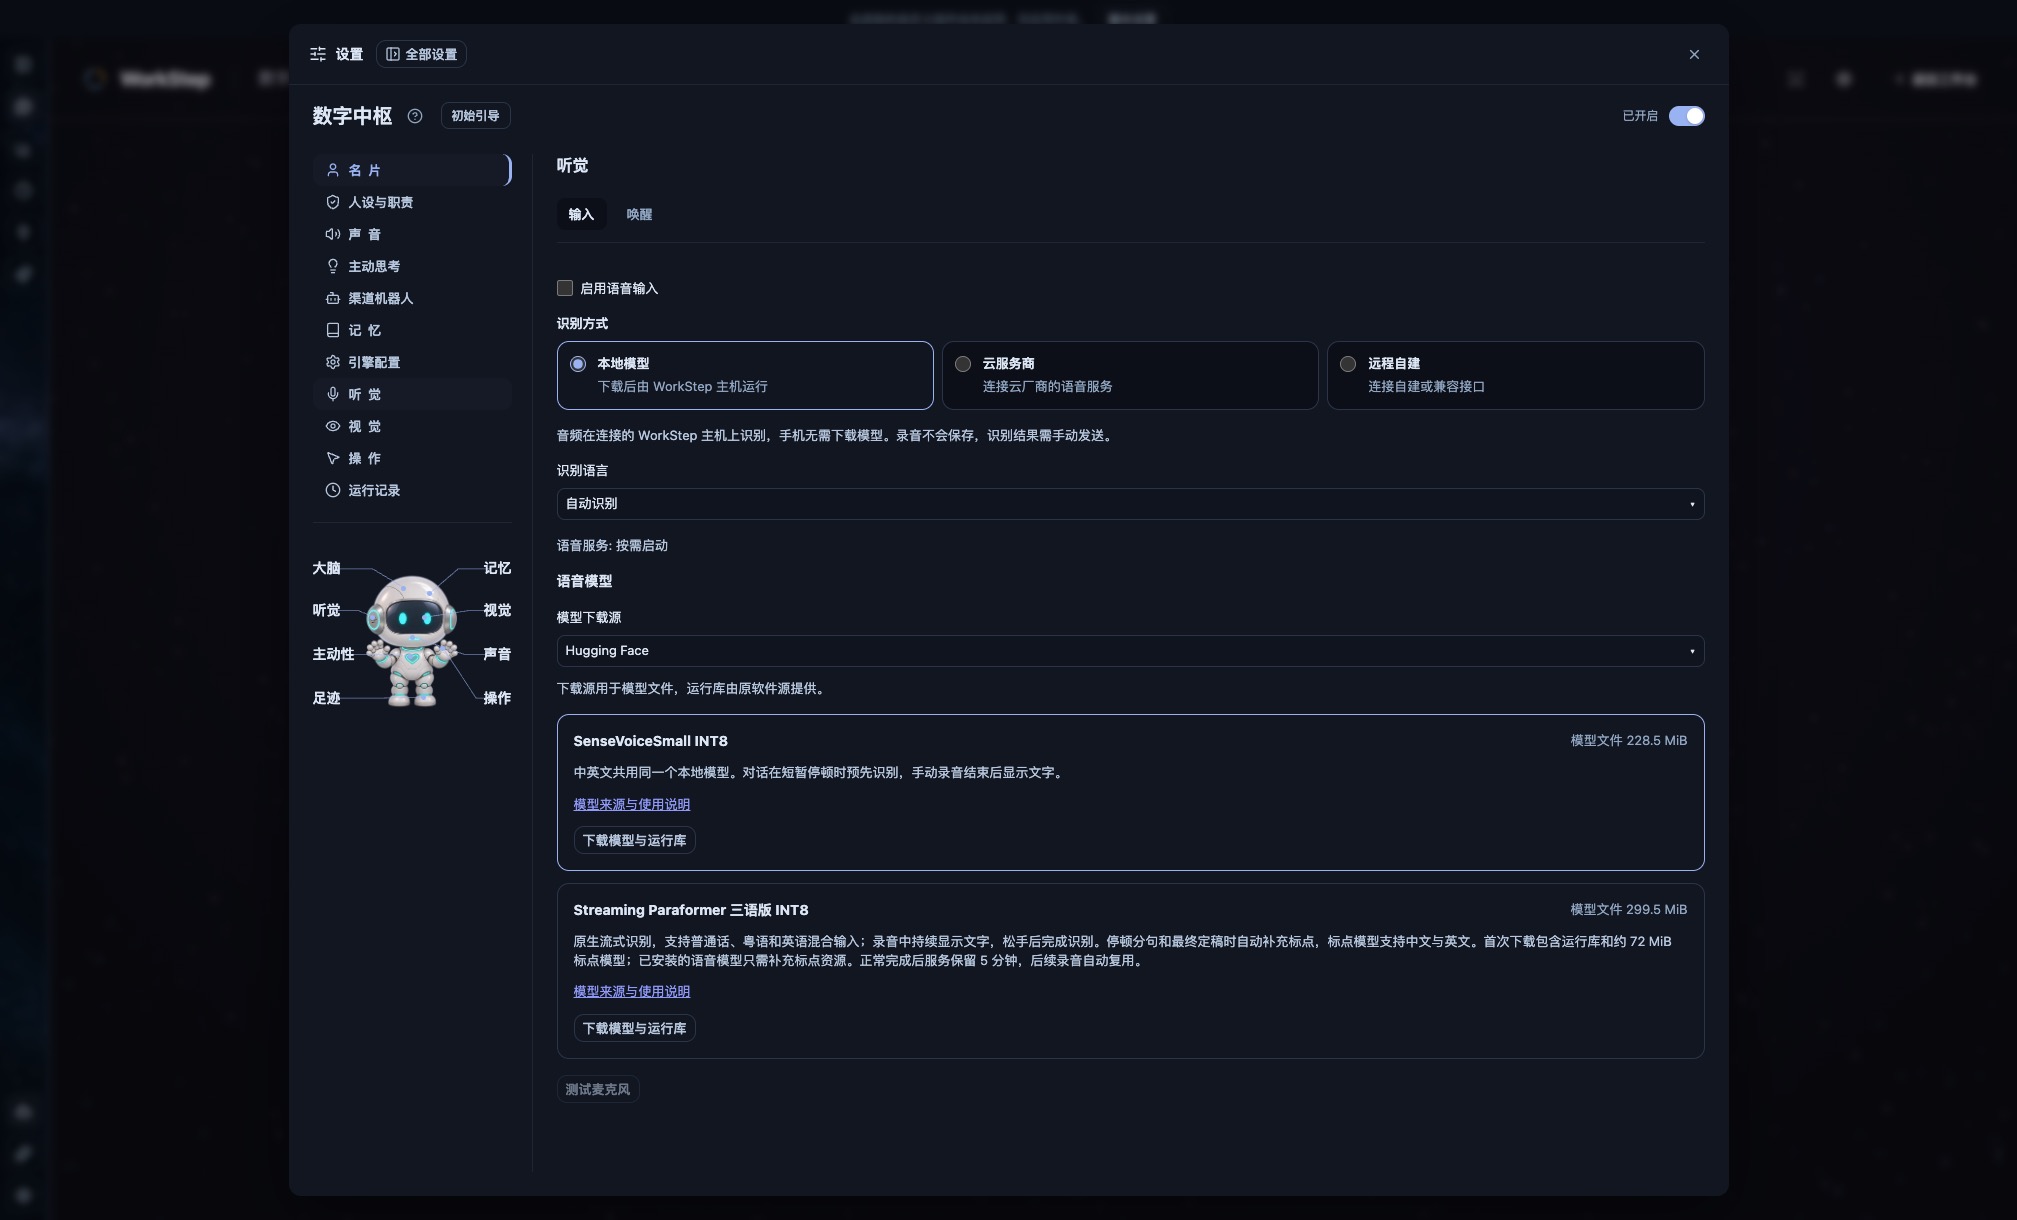 设置
全部设置
数字中枢
初始引导
已开启
名 片
人设与职责
声 音
主动思考
渠道机器人
记 忆
引擎配置
听 觉
视 觉
操 作
运行记录
大脑
记忆
听觉
视觉
主动性
声音
足迹
操作
听觉
输入
唤醒
启用语音输入
识别方式
本地模型
下载后由 WorkStep 主机运行
云服务商
连接云厂商的语音服务
远程自建
连接自建或兼容接口
音频在连接的 WorkStep 主机上识别，手机无需下载模型。录音不会保存，识别结果需手动发送。
识别语言
自动识别
语音服务: 按需启动
语音模型
模型下载源
Hugging Face
下载源用于模型文件，运行库由原软件源提供。
SenseVoiceSmall INT8
模型文件 228.5 MiB
中英文共用同一个本地模型。对话在短暂停顿时预先识别，手动录音结束后显示文字。
模型来源与使用说明
下载模型与运行库
Streaming Paraformer 三语版 INT8
模型文件 299.5 MiB
原生流式识别，支持普通话、粤语和英语混合输入；录音中持续显示文字，松手后完成识别。停顿分句和最终定稿时自动补充标点，标点模型支持中文与英文。首次下载包含运行库和约 72 MiB
标点模型；已安装的语音模型只需补充标点资源。正常完成后服务保留 5 分钟，后续录音自动复用。
模型来源与使用说明
下载模型与运行库
测试麦克风
WorkStep